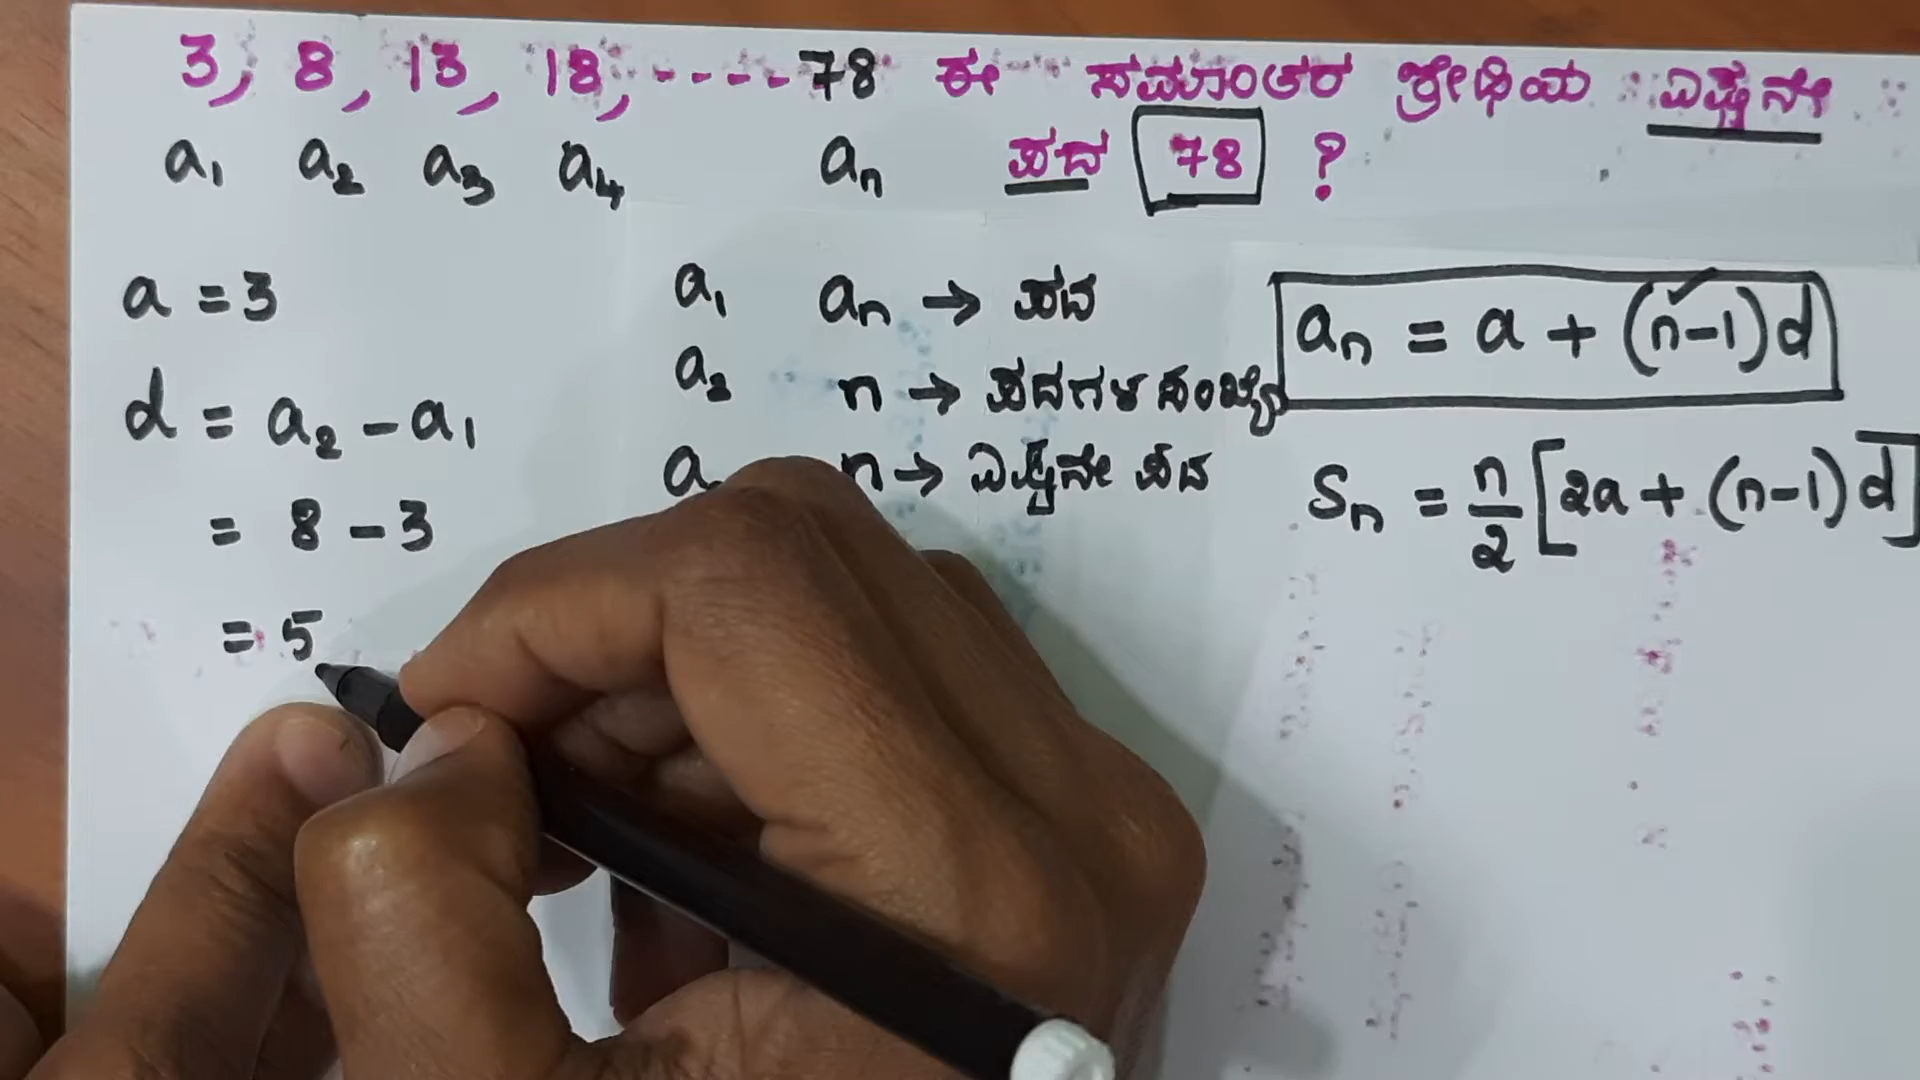 3, 8, 13, 18, ----78 ಈ ಸಮಾಂತರ ಶ್ರೇಢಿಯ ಎಷ್ಟನೇ
a₁ a₂ a₃ a₄ aₙ ಪದ 78 ?
a = 3
d = a₂ - a₁
= 8 - 3
= 5
a₁ aₙ → ಪದ
a₂ n → ಪದಗಳ ಸಂಖ್ಯೆ
a n → ಎಷ್ಟನೇ ಪದ
aₙ = a + (n-1)d
Sₙ = n/2 [2a + (n-1)d]